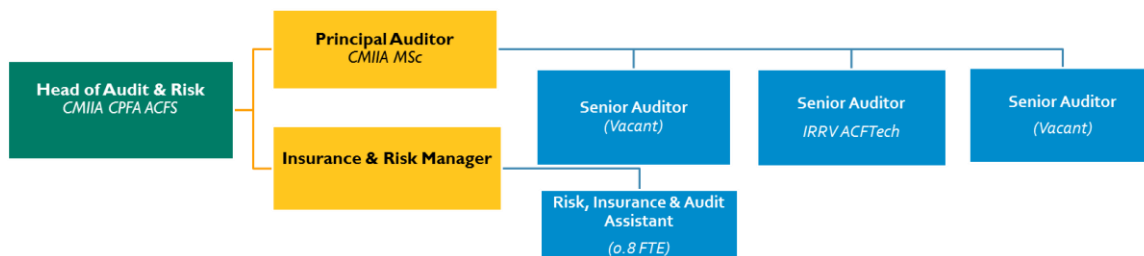 Head of Audit & Risk
CMIIA CPFA ACFS
Principal Auditor
CMIIA MSc
Insurance & Risk Manager
Senior Auditor
(Vacant)
Senior Auditor
IRRV ACFTech
Senior Auditor
(Vacant)
Risk, Insurance & Audit
Assistant
(0.8 FTE)